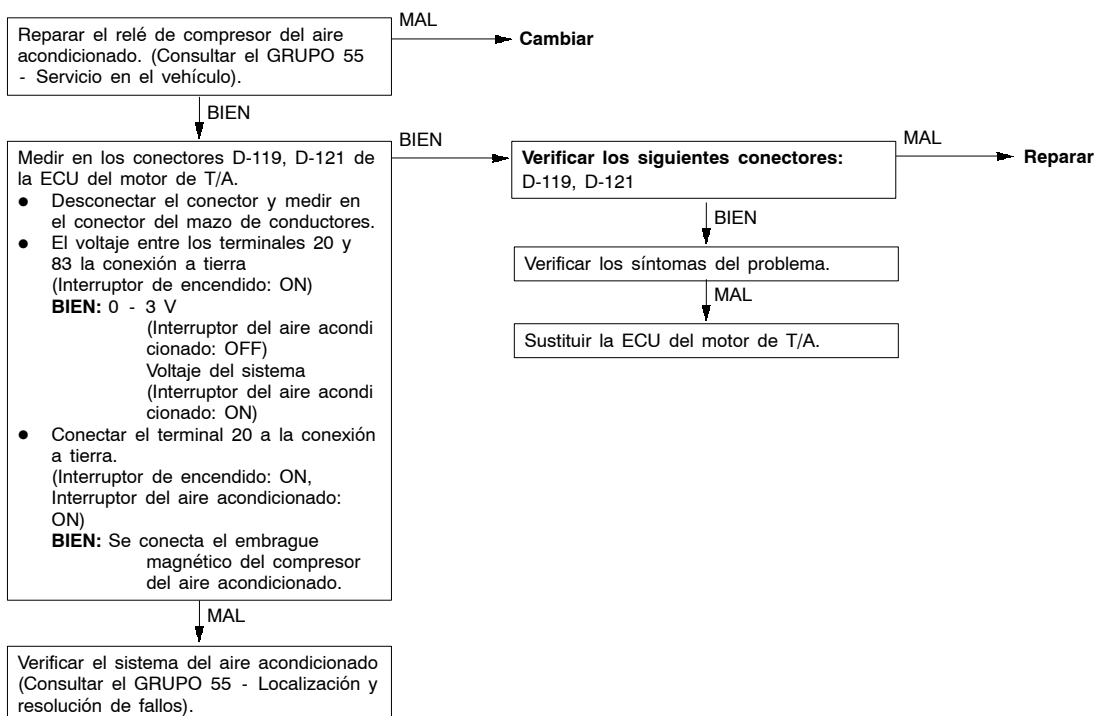 Reparar el relé de compresor del aire
acondicionado. (Consultar el GRUPO 55
- Servicio en el vehículo).
MAL
Cambiar
BIEN
Medir en los conectores D-119, D-121 de
la ECU del motor de T/A.
● Desconectar el conector y medir en
el conector del mazo de conductores.
● El voltaje entre los terminales 20 y
83 la conexión a tierra
(Interruptor de encendido: ON)
BIEN: 0 - 3 V
(Interruptor del aire acondi
cionado: OFF)
Voltaje del sistema
(Interruptor del aire acondi
cionado: ON)
● Conectar el terminal 20 a la conexión
a tierra.
(Interruptor de encendido: ON,
Interruptor del aire acondicionado:
ON)
BIEN: Se conecta el embrague
magnético del compresor
del aire acondicionado.
BIEN
Verificar los siguientes conectores:
D-119, D-121
MAL
Reparar
BIEN
Verificar los síntomas del problema.
MAL
Sustituir la ECU del motor de T/A.
MAL
Verificar el sistema del aire acondicionado
(Consultar el GRUPO 55 - Localización y
resolución de fallos).